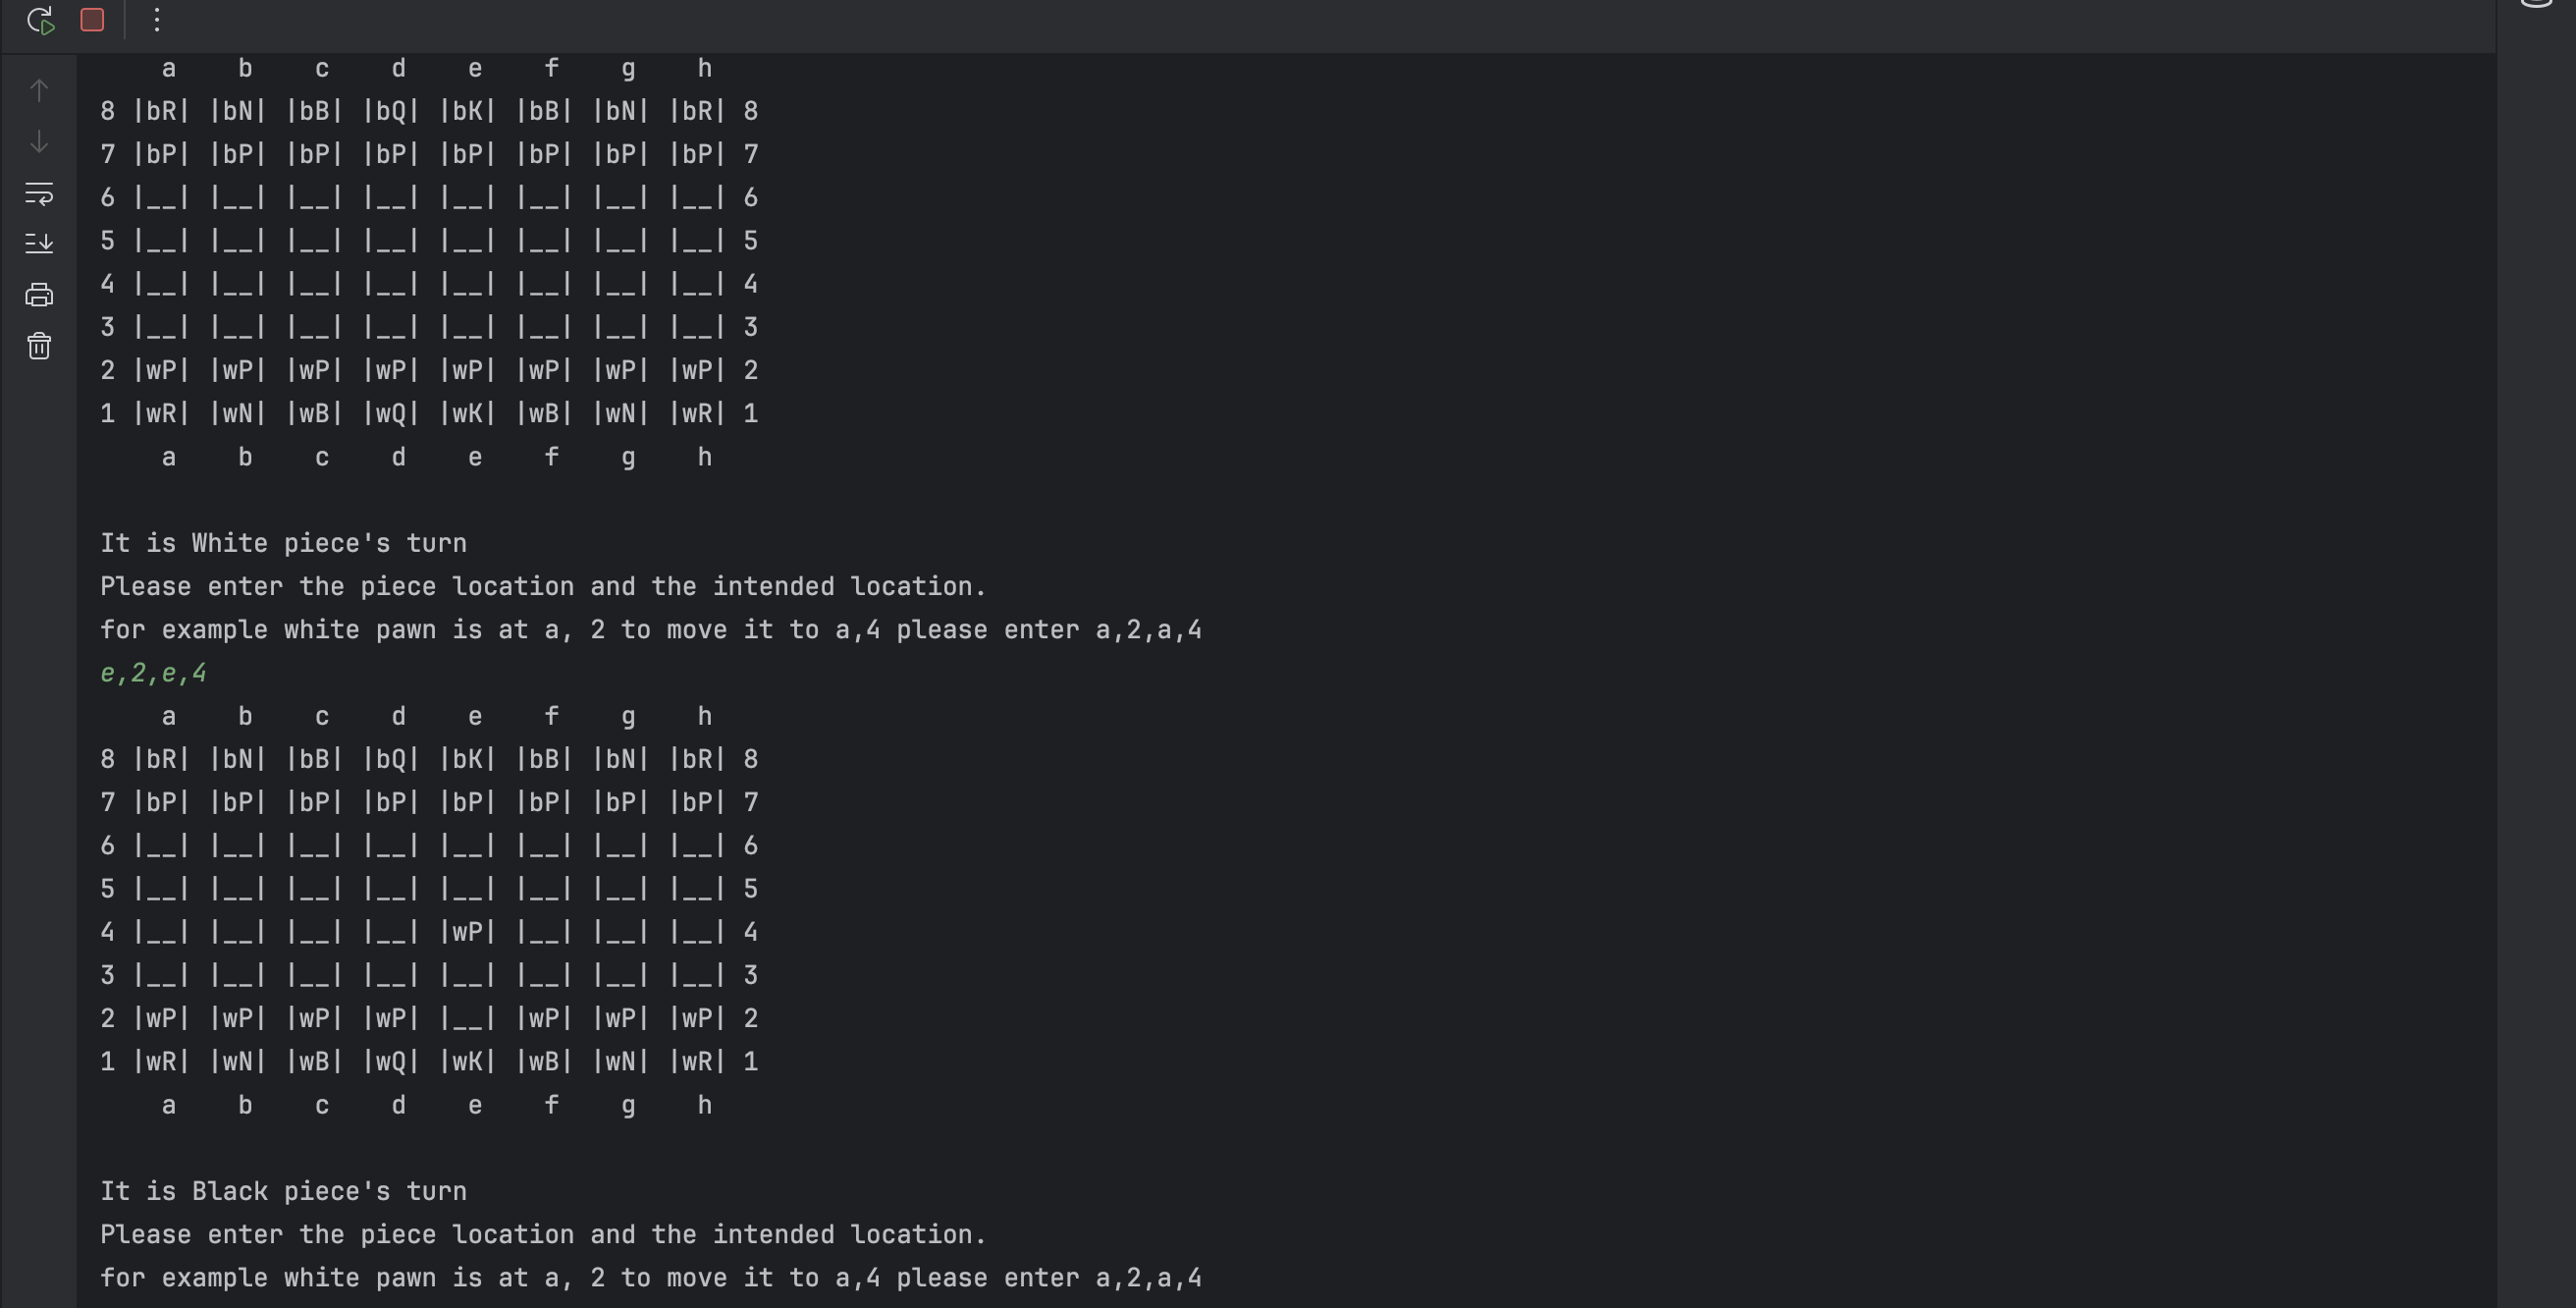 a    b    c    d    e    f    g    h
8 |bR| |bN| |bB| |bQ| |bK| |bB| |bN| |bR| 8
7 |bP| |bP| |bP| |bP| |bP| |bP| |bP| |bP| 7
6 |__| |__| |__| |__| |__| |__| |__| |__| 6
5 |__| |__| |__| |__| |__| |__| |__| |__| 5
4 |__| |__| |__| |__| |__| |__| |__| |__| 4
3 |__| |__| |__| |__| |__| |__| |__| |__| 3
2 |wP| |wP| |wP| |wP| |wP| |wP| |wP| |wP| 2
1 |wR| |wN| |wB| |wQ| |wK| |wB| |wN| |wR| 1
    a    b    c    d    e    f    g    h
It is White piece's turn
Please enter the piece location and the intended location.
for example white pawn is at a, 2 to move it to a,4 please enter a,2,a,4
e,2,e,4
    a    b    c    d    e    f    g    h
8 |bR| |bN| |bB| |bQ| |bK| |bB| |bN| |bR| 8
7 |bP| |bP| |bP| |bP| |bP| |bP| |bP| |bP| 7
6 |__| |__| |__| |__| |__| |__| |__| |__| 6
5 |__| |__| |__| |__| |__| |__| |__| |__| 5
4 |__| |__| |__| |__| |wP| |__| |__| |__| 4
3 |__| |__| |__| |__| |__| |__| |__| |__| 3
2 |wP| |wP| |wP| |wP| |__| |wP| |wP| |wP| 2
1 |wR| |wN| |wB| |wQ| |wK| |wB| |wN| |wR| 1
    a    b    c    d    e    f    g    h
It is Black piece's turn
Please enter the piece location and the intended location.
for example white pawn is at a, 2 to move it to a,4 please enter a,2,a,4